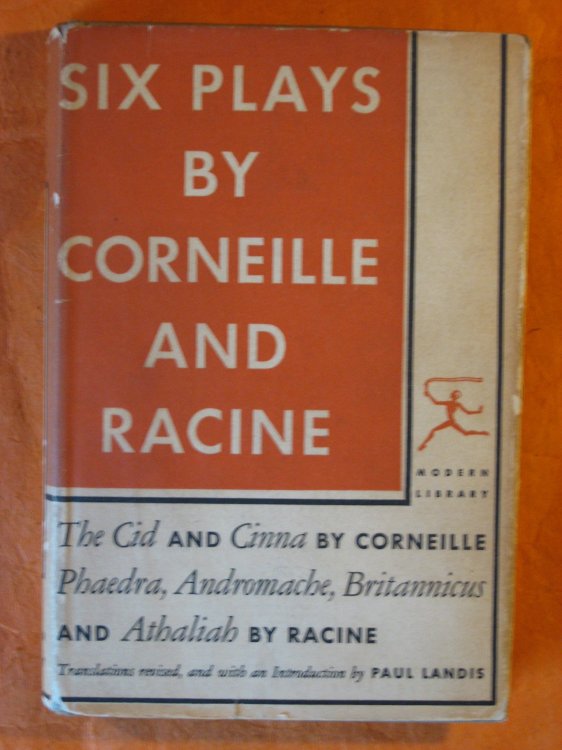 SIX PLAYS
BY
CORNEILLE
AND
RACINE
MODERN
LIBRARY
The Cid AND Cinna BY CORNEILLE
Phaedra, Andromache, Britannicus
AND Athaliah BY RACINE
Translations revised, and with an Introduction by PAUL LANDIS